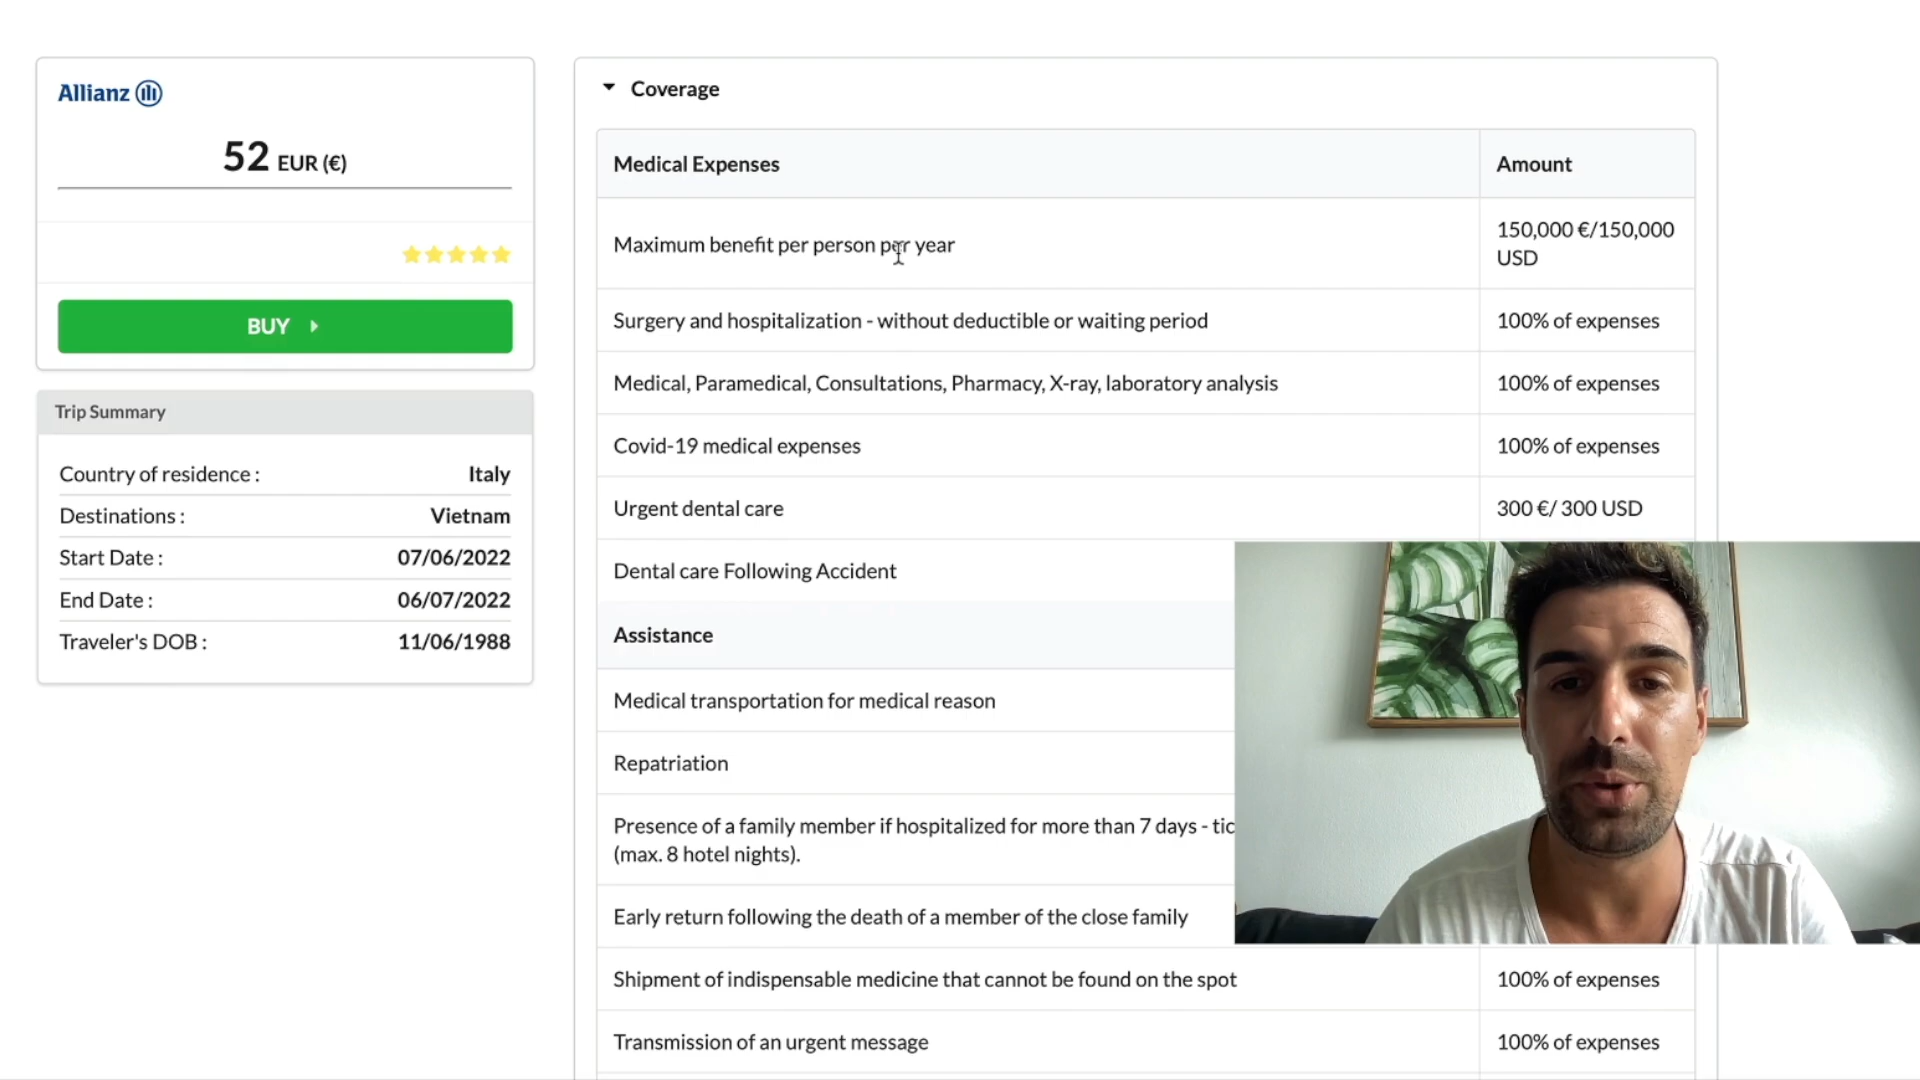 Allianz
52 EUR (€)
BUY
Trip Summary
Country of residence : Italy
Destinations : Vietnam
Start Date : 07/06/2022
End Date : 06/07/2022
Traveler's DOB : 11/06/1988
Coverage
Medical Expenses Amount
Maximum benefit per person per year 150,000 €/150,000
USD
Surgery and hospitalization - without deductible or waiting period 100% of expenses
Medical, Paramedical, Consultations, Pharmacy, X-ray, laboratory analysis 100% of expenses
Covid-19 medical expenses 100% of expenses
Urgent dental care 300 €/ 300 USD
Dental care Following Accident
Assistance
Medical transportation for medical reason
Repatriation
Presence of a family member if hospitalized for more than 7 days -
(max. 8 hotel nights).
Early return following the death of a member of the close family
Shipment of indispensable medicine that cannot be found on the spot 100% of expenses
Transmission of an urgent message 100% of expenses